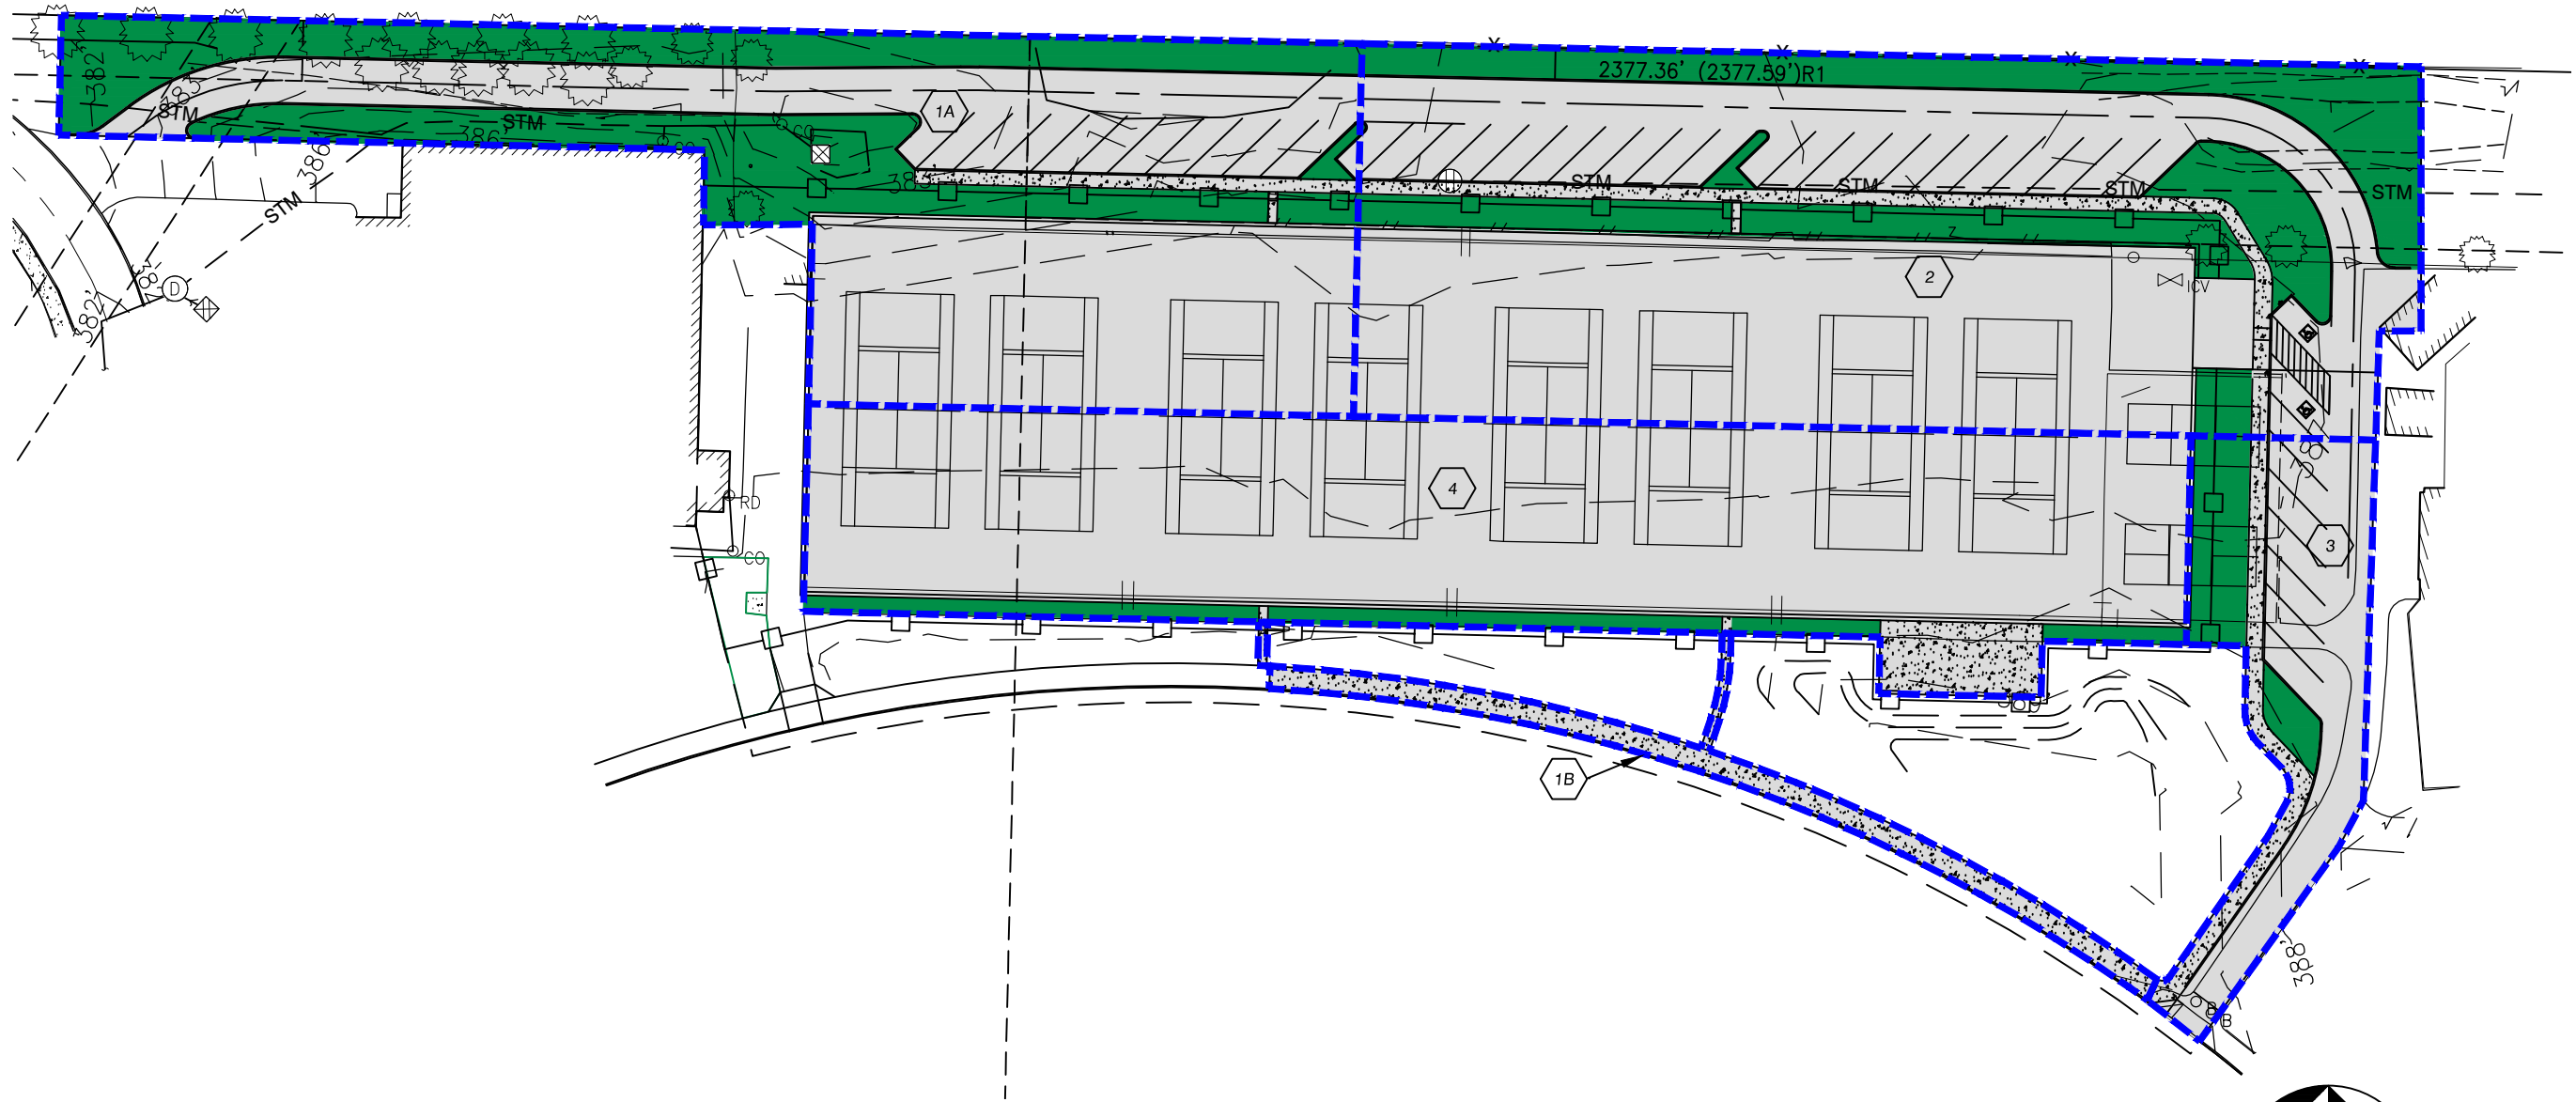 2377.36' (2377.59')R1
382'
383'
STM
STM
386'
1A
CO
386'
383'
STM
STM
STM
STM
STM
Z
2
ICV
D
382'
4
RD
CO
3
1B
388'
B
B